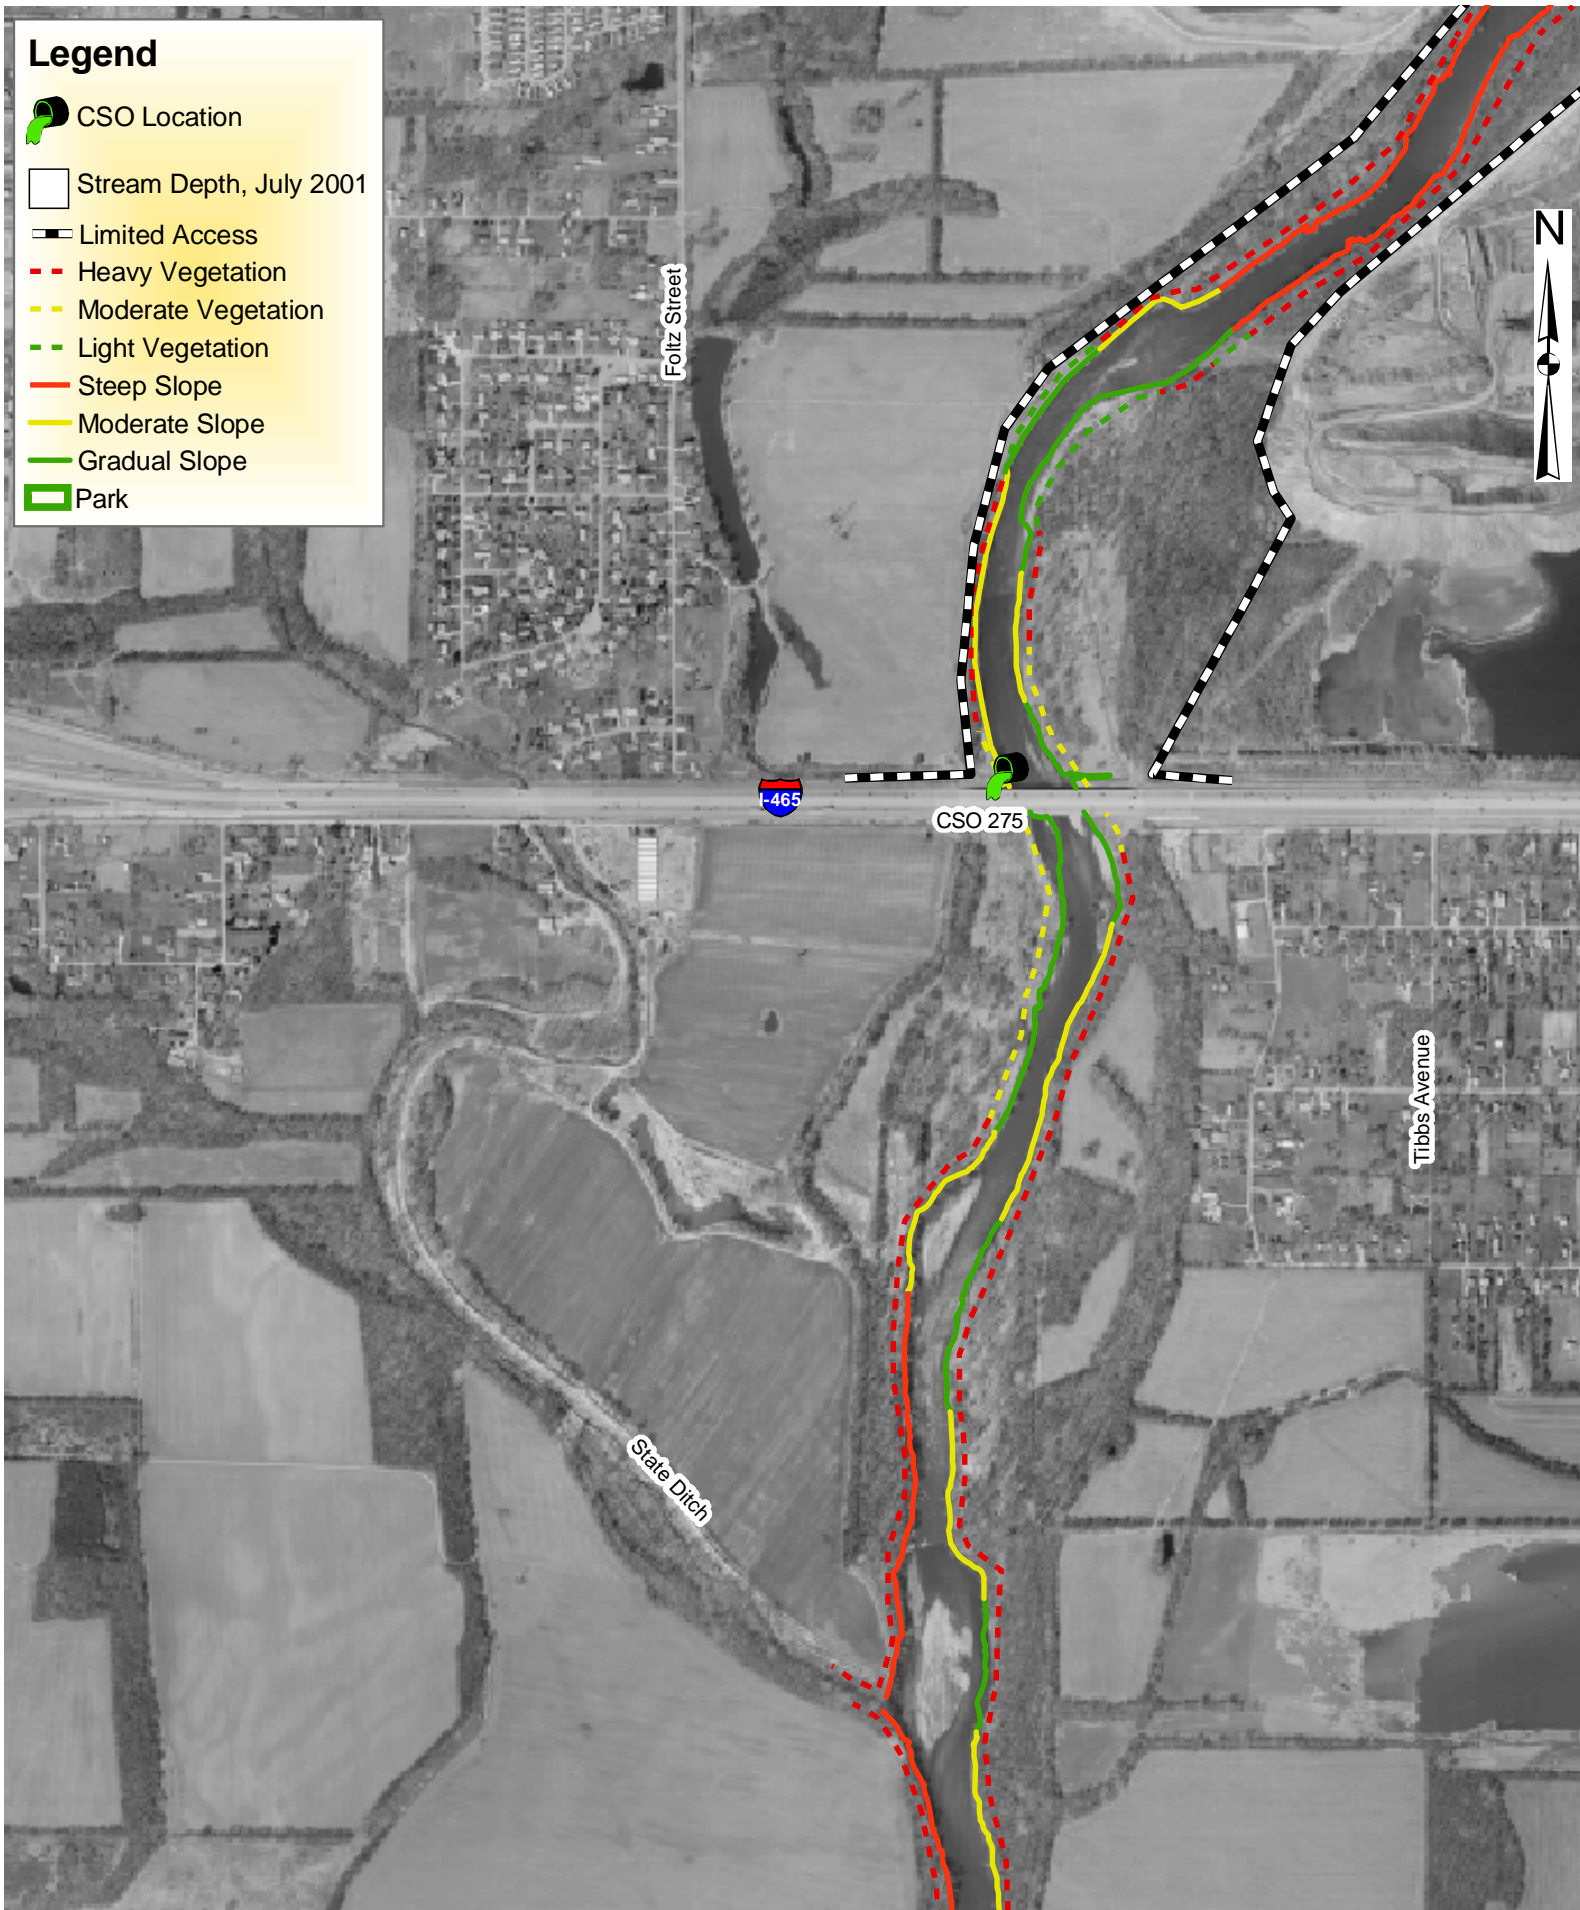 Legend
CSO Location
Stream Depth, July 2001
Limited Access
Heavy Vegetation
Moderate Vegetation
Light Vegetation
Steep Slope
Moderate Slope
Gradual Slope
Park
N
Foltz Street
I-465
CSO 275
Tibbs Avenue
State Ditch